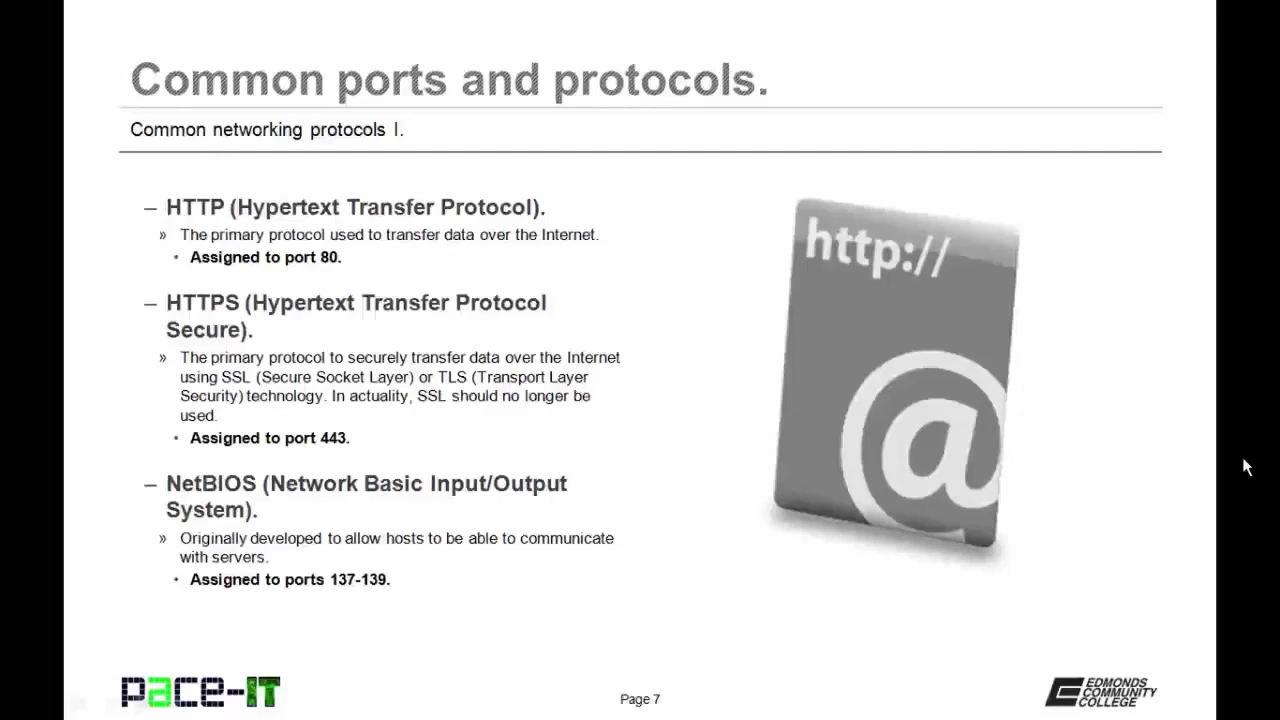 Common ports and protocols.
Common networking protocols I.
– HTTP (Hypertext Transfer Protocol).
» The primary protocol used to transfer data over the Internet.
• Assigned to port 80.
– HTTPS (Hypertext Transfer Protocol
Secure).
» The primary protocol to securely transfer data over the Internet
using SSL (Secure Socket Layer) or TLS (Transport Layer
Security) technology. In actuality, SSL should no longer be
used.
• Assigned to port 443.
– NetBIOS (Network Basic Input/Output
System).
» Originally developed to allow hosts to be able to communicate
with servers.
• Assigned to ports 137-139.
http://
@
pace-IT
Page 7
EDMONDS
COMMUNITY
COLLEGE